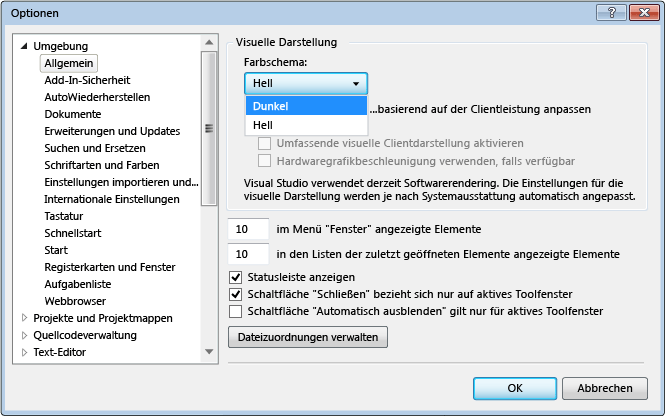 Optionen
Umgebung
Allgemein
Add-In-Sicherheit
AutoWiederherstellen
Dokumente
Erweiterungen und Updates
Suchen und Ersetzen
Schriftarten und Farben
Einstellungen importieren und...
Internationale Einstellungen
Tastatur
Schnellstart
Start
Registerkarten und Fenster
Aufgabenliste
Webbrowser
Projekte und Projektmappen
Quellcodeverwaltung
Text-Editor
Visuelle Darstellung
Farbschema:
Hell
Dunkel
Hell
...basierend auf der Clientleistung anpassen
Umfassende visuelle Clientdarstellung aktivieren
Hardwaregrafikbeschleunigung verwenden, falls verfügbar
Visual Studio verwendet derzeit Softwarerendering. Die Einstellungen für die
visuelle Darstellung werden je nach Systemausstattung automatisch angepasst.
10 im Menü "Fenster" angezeigte Elemente
10 in den Listen der zuletzt geöffneten Elemente angezeigte Elemente
Statusleiste anzeigen
Schaltfläche "Schließen" bezieht sich nur auf aktives Toolfenster
Schaltfläche "Automatisch ausblenden" gilt nur für aktives Toolfenster
Dateizuordnungen verwalten
OK Abbrechen